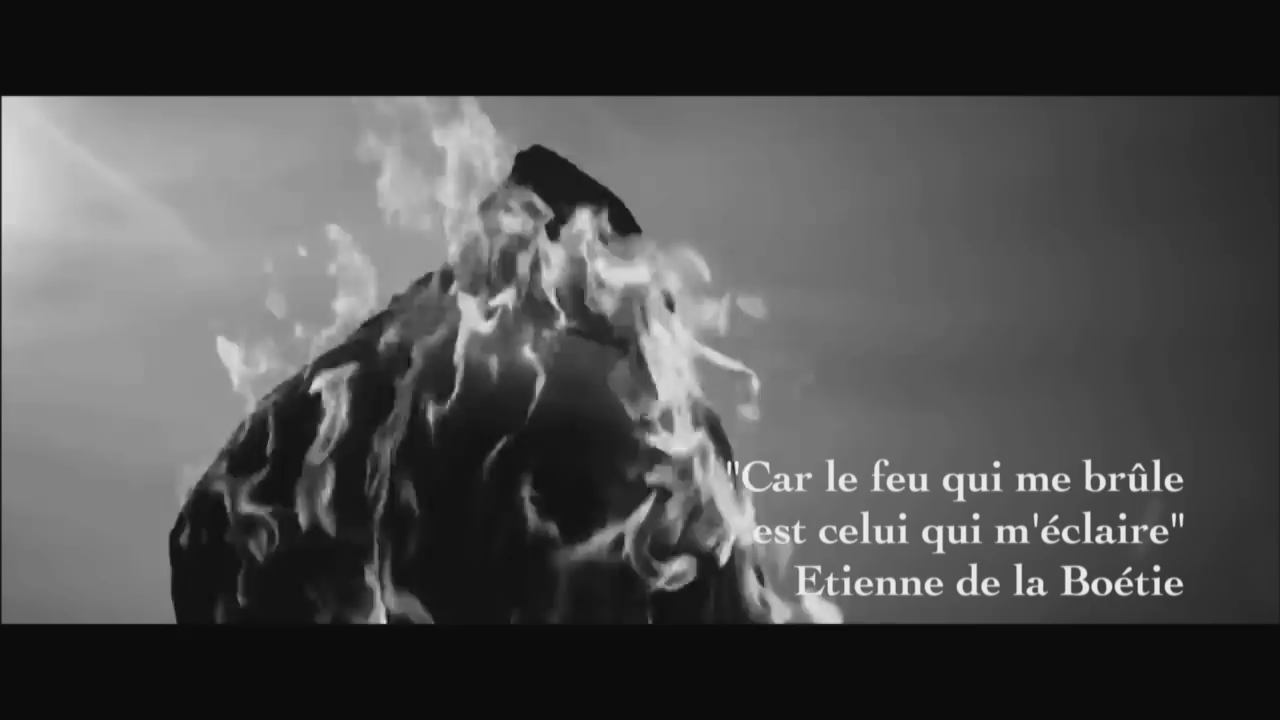 "Car le feu qui me brûle
est celui qui m'éclaire"
Etienne de la Boétie